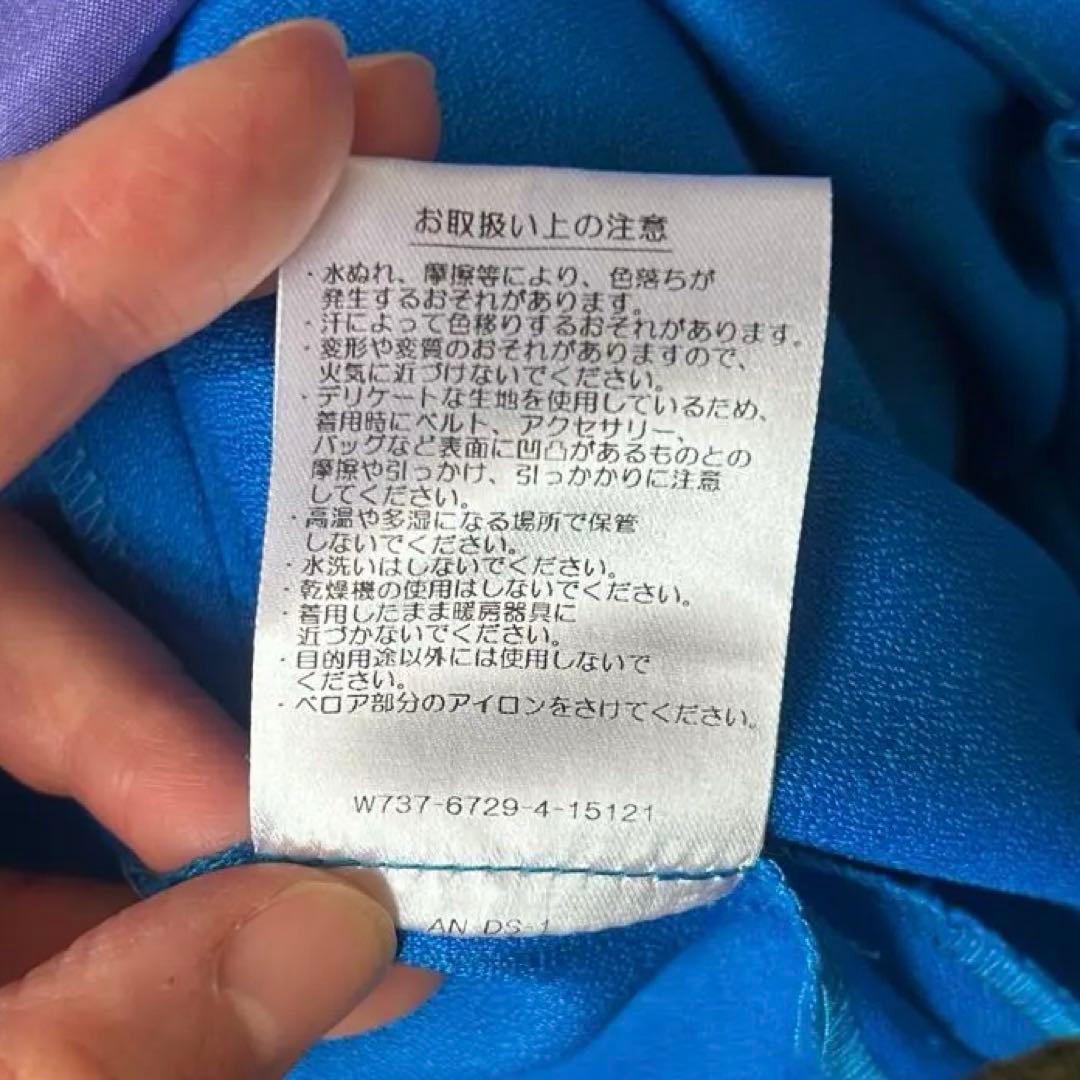 お取扱い上の注意
・水ぬれ、摩擦等により、色落ちが
発生するおそれがあります。
・汗によって色移りするおそれがあります。
・変形や変質のおそれがありますので、
火気に近づけないでください。
・デリケートな生地を使用しているため、
着用時にベルト、アクセサリー、
バッグなど表面に凹凸があるものとの
摩擦や引っかけ、引っかかりに注意
してください。
・高温や多湿になる場所で保管
しないでください。
・水洗いはしないでください。
・乾燥機の使用はしないでください。
・着用したまま暖房器具に
近づかないでください。
・目的用途以外には使用しないで
ください。
・ベロア部分のアイロンをさけてください。
W737-6729-4-15121
AN DS-1